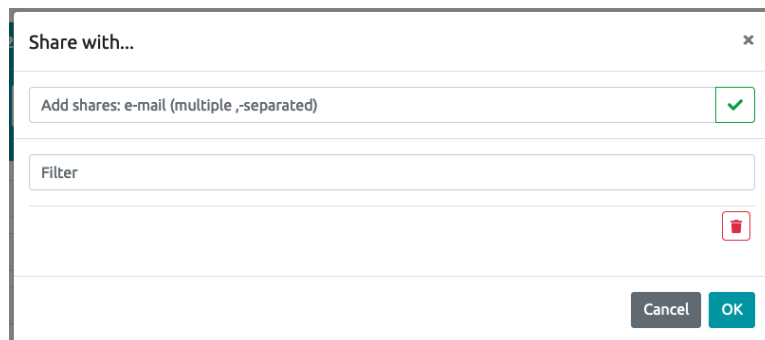 Share with...
×
Add shares: e-mail (multiple ,-separated)
Filter
Cancel OK